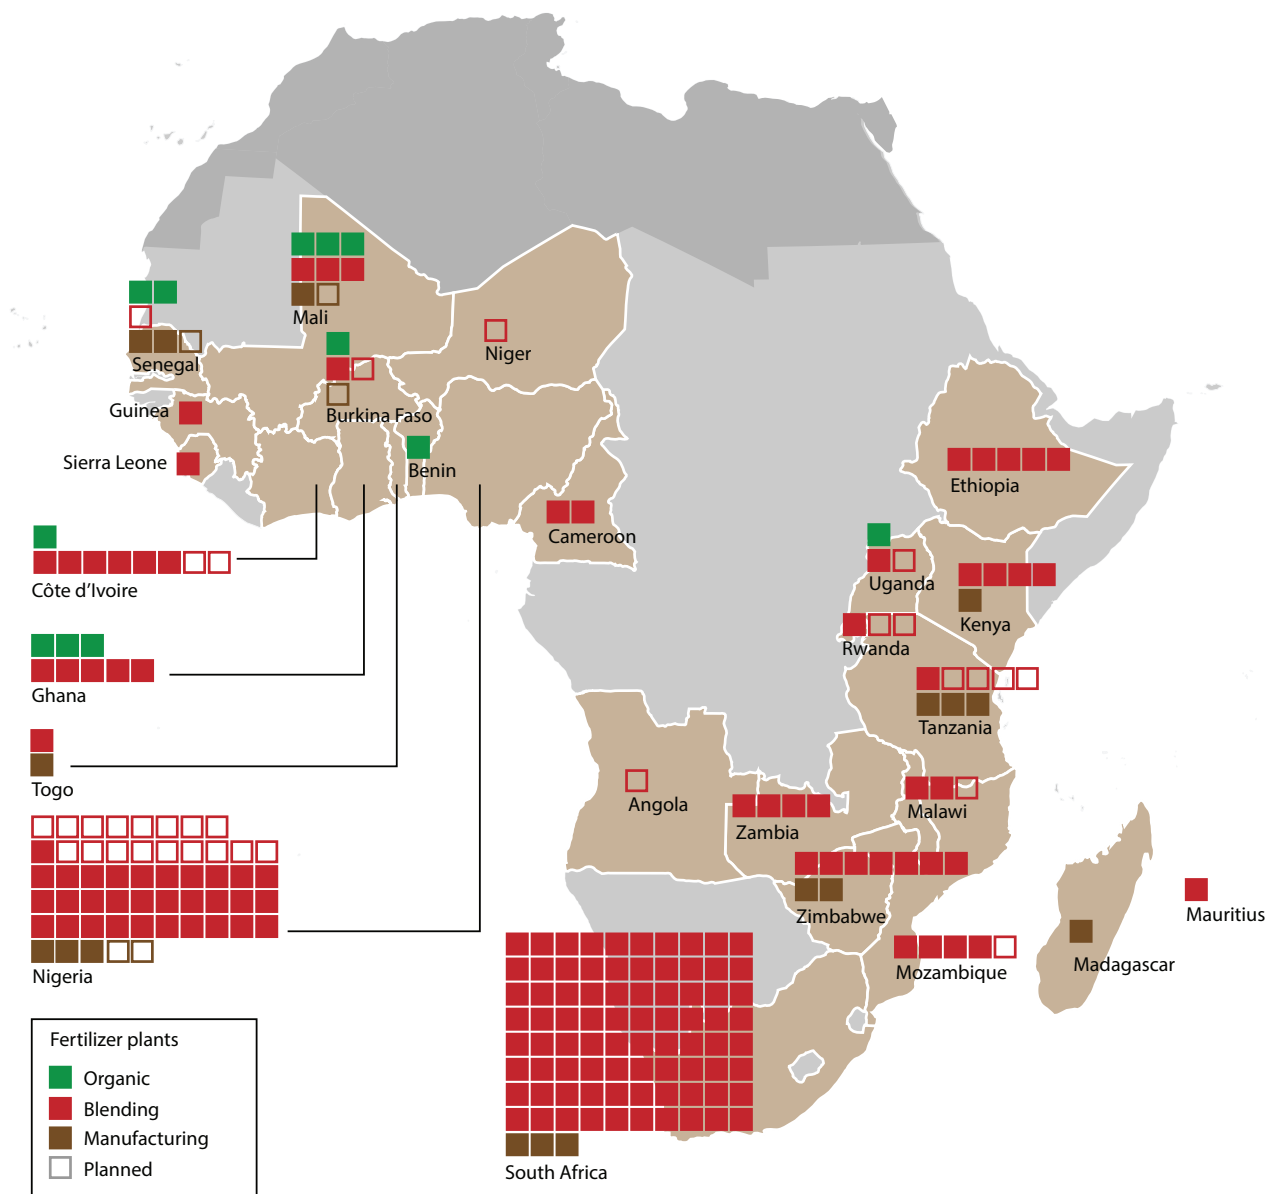 Mali
Niger
Senegal
Guinea
Burkina Faso
Sierra Leone
Benin
Ethiopia
Cameroon
Uganda
Côte d’Ivoire
Kenya
Rwanda
Ghana
Tanzania
Togo
Angola
Malawi
Zambia
Zimbabwe
Mauritius
Nigeria
Mozambique
Madagascar
Fertilizer plants
Organic
Blending
Manufacturing
Planned
South Africa